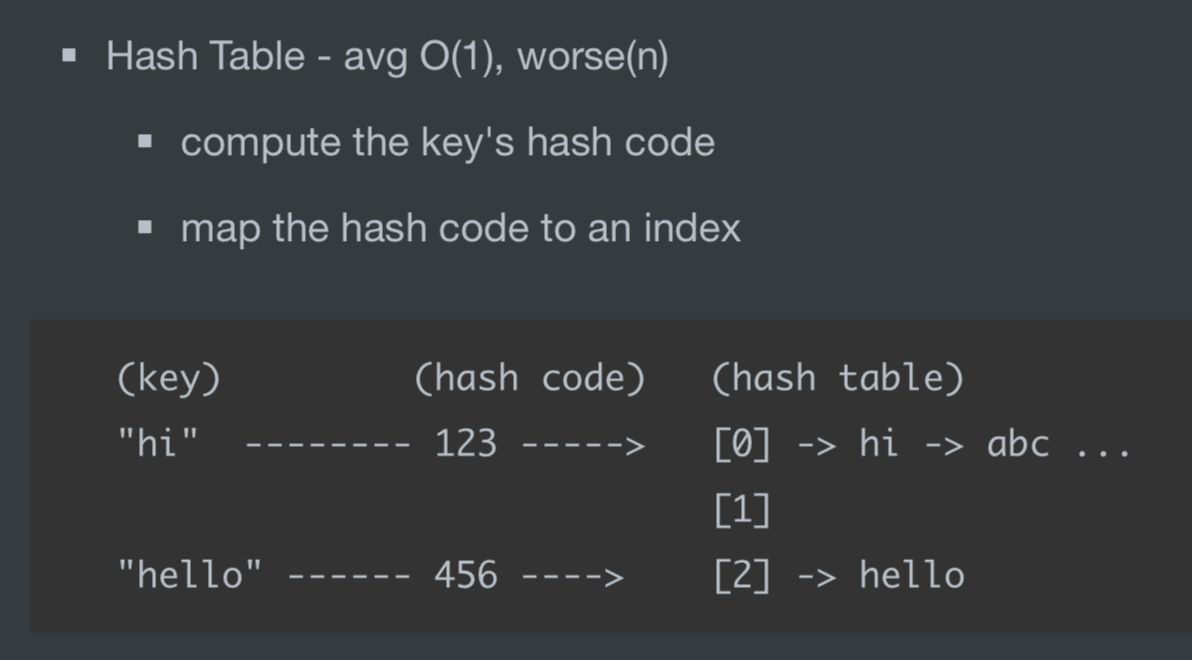 ▪ Hash Table - avg O(1), worse(n)
▪ compute the key's hash code
▪ map the hash code to an index
(key)         (hash code)   (hash table)
"hi"  -------- 123 ----->   [0] -> hi -> abc ...
                            [1]
"hello" ------ 456 ---->    [2] -> hello